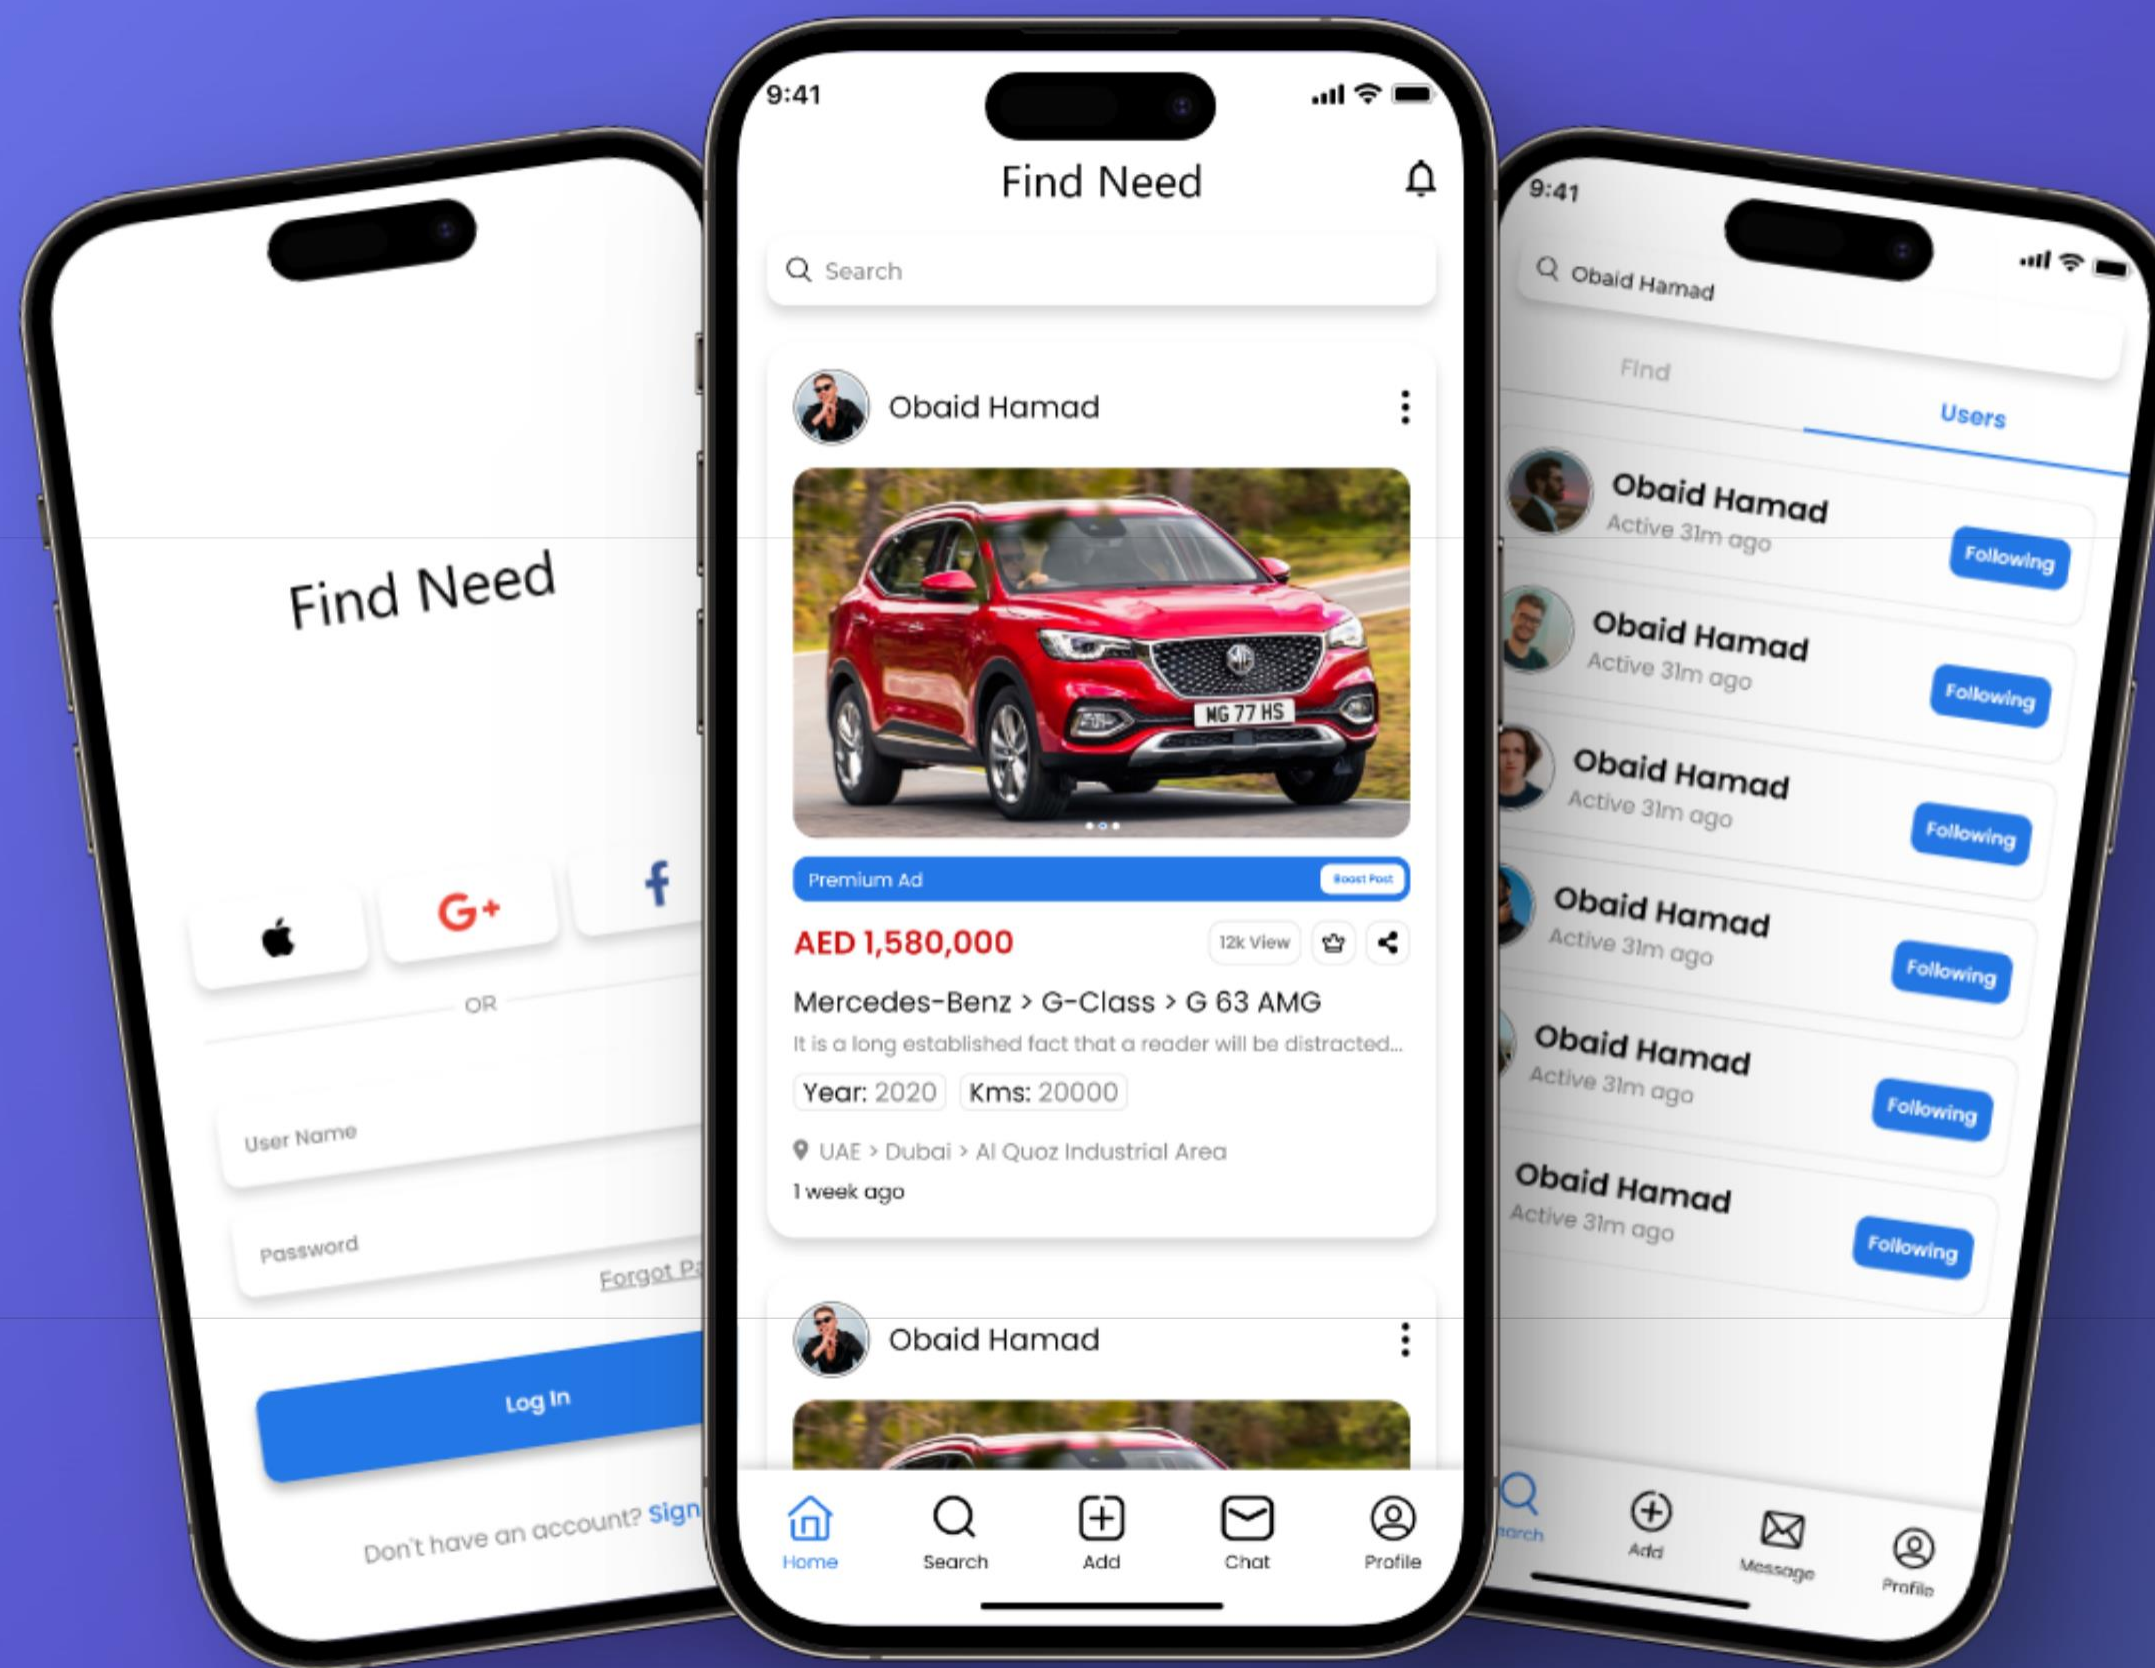 Find Need
G+
OR
User Name
Password
Forgot
Log In
Don't have an account? Sign
9:41
Find Need
Search
Obaid Hamad
MG
MG 77 HS
Premium Ad
Boost Post
AED 1,580,000
12k View
Mercedes-Benz > G-Class > G 63 AMG
It is a long established fact that a reader will be distracted...
Year: 2020
Kms: 20000
UAE > Dubai > Al Quoz Industrial Area
1 week ago
Obaid Hamad
Home
Search
Add
Chat
Profile
9:41
Obaid Hamad
Find
Users
Obaid Hamad
Active 31m ago
Following
Obaid Hamad
Active 31m ago
Following
Obaid Hamad
Active 31m ago
Following
Obaid Hamad
Active 31m ago
Following
Obaid Hamad
Active 31m ago
Following
Obaid Hamad
Active 31m ago
Following
earch
Add
Message
Profile